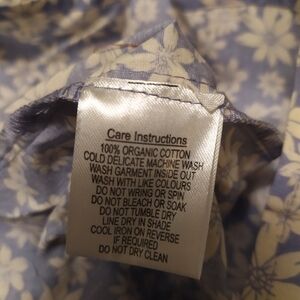 Care Instructions
100% ORGANIC COTTON
COLD DELICATE MACHINE WASH
WASH GARMENT INSIDE OUT
WASH WITH LIKE COLOURS
DO NOT WRING OR SPIN
DO NOT BLEACH OR SOAK
DO NOT TUMBLE DRY
LINE DRY IN SHADE
COOL IRON ON REVERSE
IF REQUIRED
DO NOT DRY CLEAN